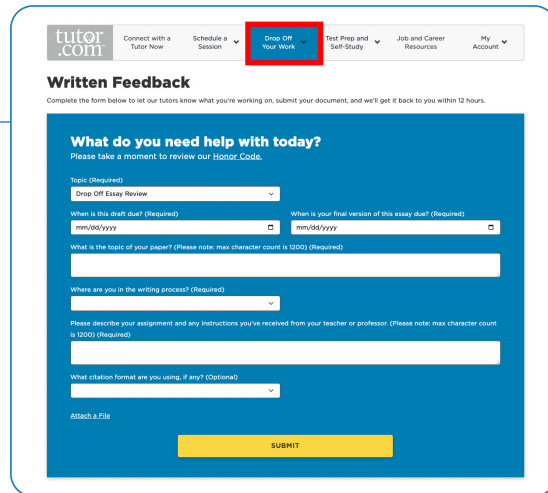 tutor
.com
Connect with a
Tutor Now
Schedule a
Session
Drop Off
Your Work
Test Prep and
Self-Study
Job and Career
Resources
My
Account
Written Feedback
Complete the form below to let our tutors know what you're working on, submit your document, and we'll get it back to you within 12 hours.
What do you need help with today?
Please take a moment to review our Honor Code.
Topic (Required)
Drop Off Essay Review
When is this draft due? (Required)
When is your final version of this essay due? (Required)
mm/dd/yyyy
mm/dd/yyyy
What is the topic of your paper? (Please note: max character count is 1200) (Required)
Where are you in the writing process? (Required)
Please describe your assignment and any instructions you've received from your teacher or professor. (Please note: max character count
is 1200) (Required)
What citation format are you using, if any? (Optional)
Attach a File
SUBMIT